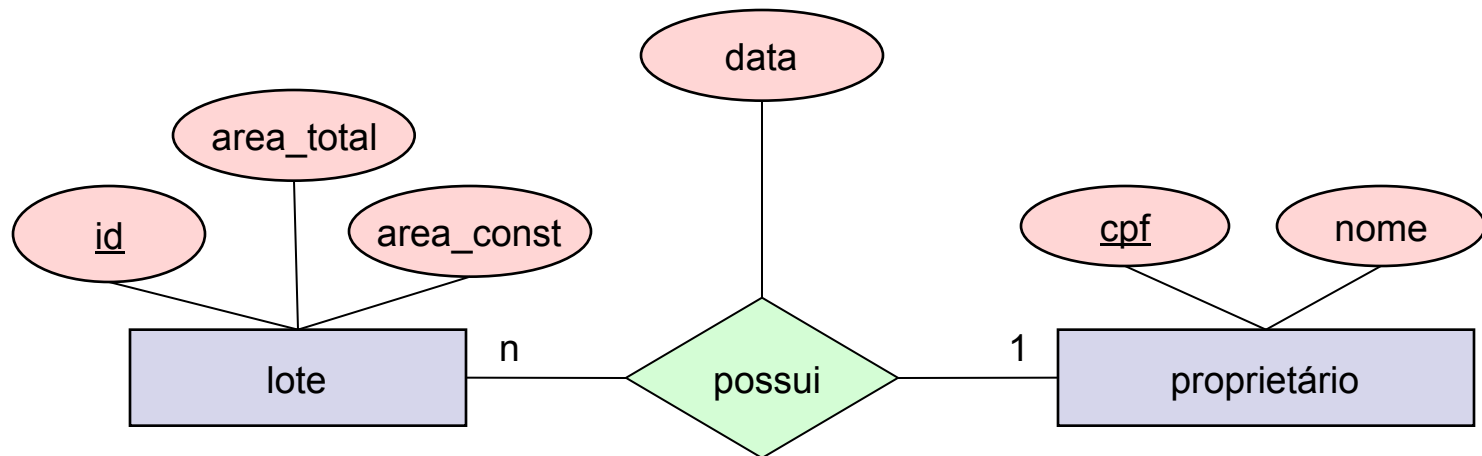 data
area_total
id
area_const
cpf
nome
n
1
lote
possui
proprietário